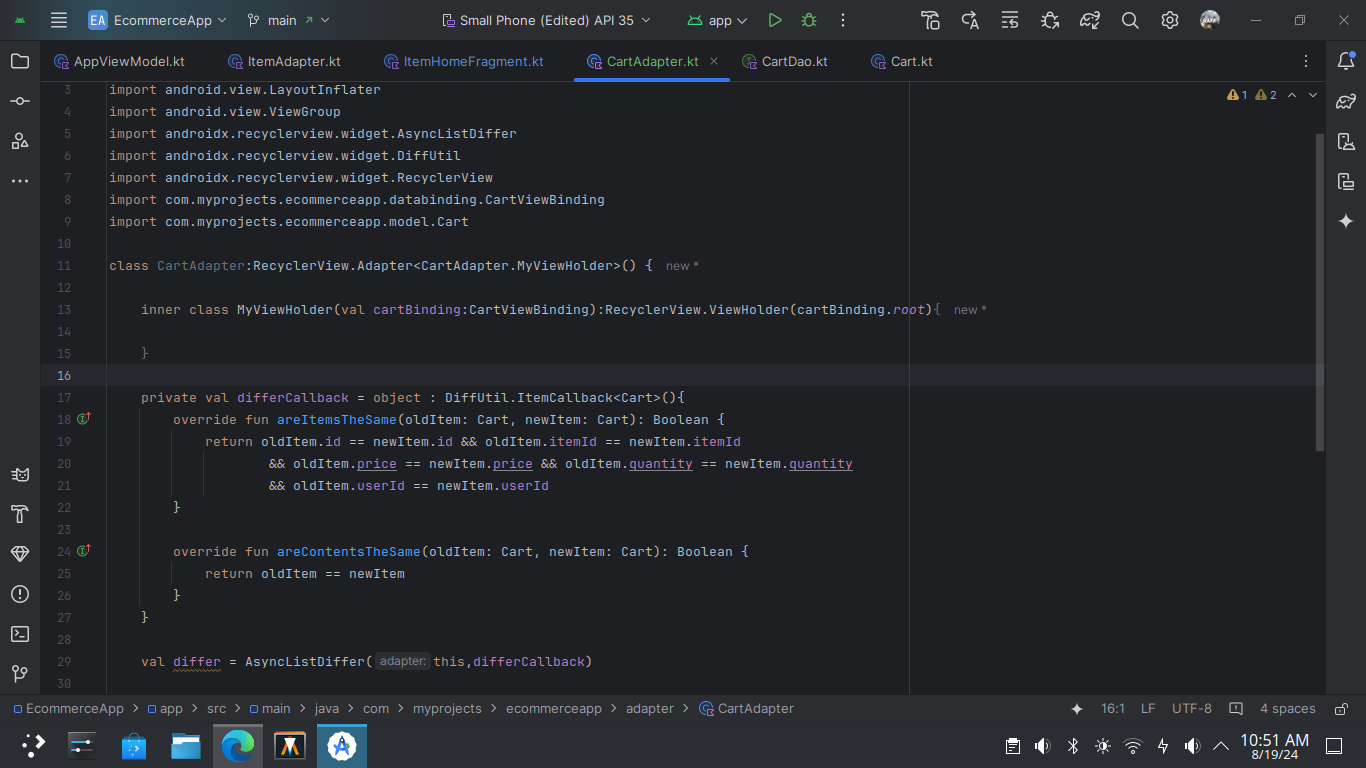 EA EcommerceApp main Small Phone (Edited) API 35 app
AppViewModel.kt ItemAdapter.kt ItemHomeFragment.kt CartAdapter.kt CartDao.kt Cart.kt
1 2
3 import android.view.LayoutInflater
4 import android.view.ViewGroup
5 import androidx.recyclerview.widget.AsyncListDiffer
6 import androidx.recyclerview.widget.DiffUtil
7 import androidx.recyclerview.widget.RecyclerView
8 import com.myprojects.ecommerceapp.databinding.CartViewBinding
9 import com.myprojects.ecommerceapp.model.Cart
10
11 class CartAdapter:RecyclerView.Adapter<CartAdapter.MyViewHolder>() { new *
12
13 inner class MyViewHolder(val cartBinding:CartViewBinding):RecyclerView.ViewHolder(cartBinding.root){ new *
14
15 }
16
17 private val differCallback = object : DiffUtil.ItemCallback<Cart>(){
18 override fun areItemsTheSame(oldItem: Cart, newItem: Cart): Boolean {
19 return oldItem.id == newItem.id && oldItem.itemId == newItem.itemId
20 && oldItem.price == newItem.price && oldItem.quantity == newItem.quantity
21 && oldItem.userId == newItem.userId
22 }
23
24 override fun areContentsTheSame(oldItem: Cart, newItem: Cart): Boolean {
25 return oldItem == newItem
26 }
27 }
28
29 val differ = AsyncListDiffer( adapter: this,differCallback)
30
EcommerceApp > app > src > main > java > com > myprojects > ecommerceapp > adapter > CartAdapter 16:1 LF UTF-8 4 spaces
10:51 AM
8/19/24